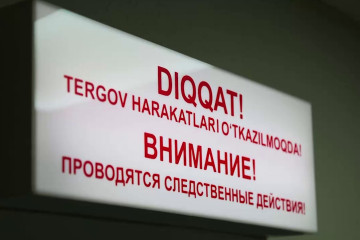 DIQQAT!
TERGOV HARAKATLARI O‘TKAZILMOQDA!
ВНИМАНИЕ!
ПРОВОДЯТСЯ СЛЕДСТВЕННЫЕ ДЕЙСТВИЯ!